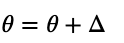 θ = θ + Δ